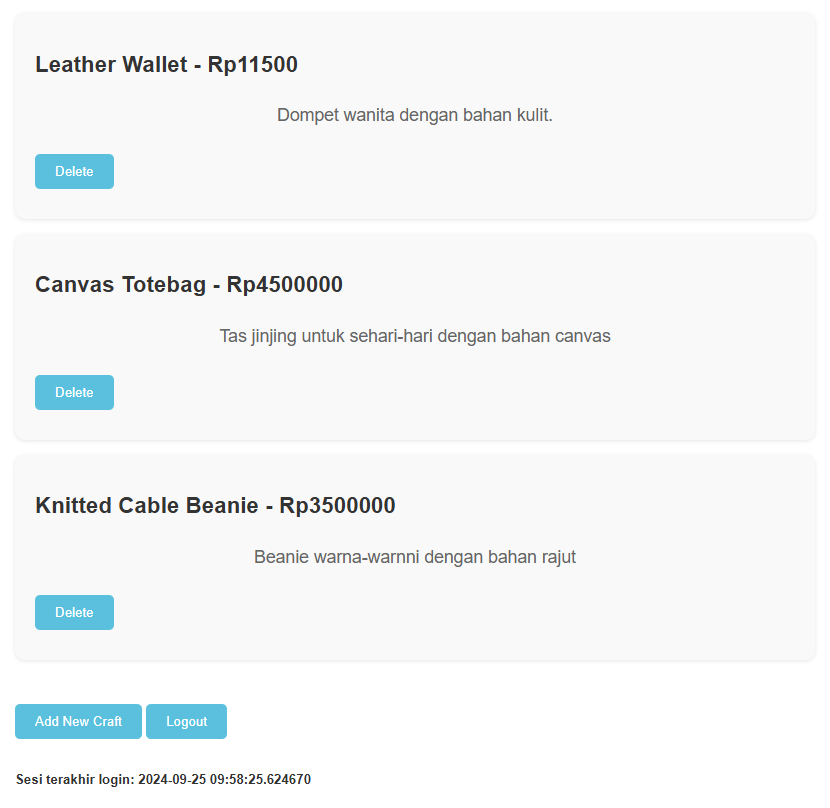 Leather Wallet - Rp11500
Dompet wanita dengan bahan kulit.
Delete
Canvas Totebag - Rp4500000
Tas jinjing untuk sehari-hari dengan bahan canvas
Delete
Knitted Cable Beanie - Rp3500000
Beanie warna-warnni dengan bahan rajut
Delete
Add New Craft Logout
Sesi terakhir login: 2024-09-25 09:58:25.624670